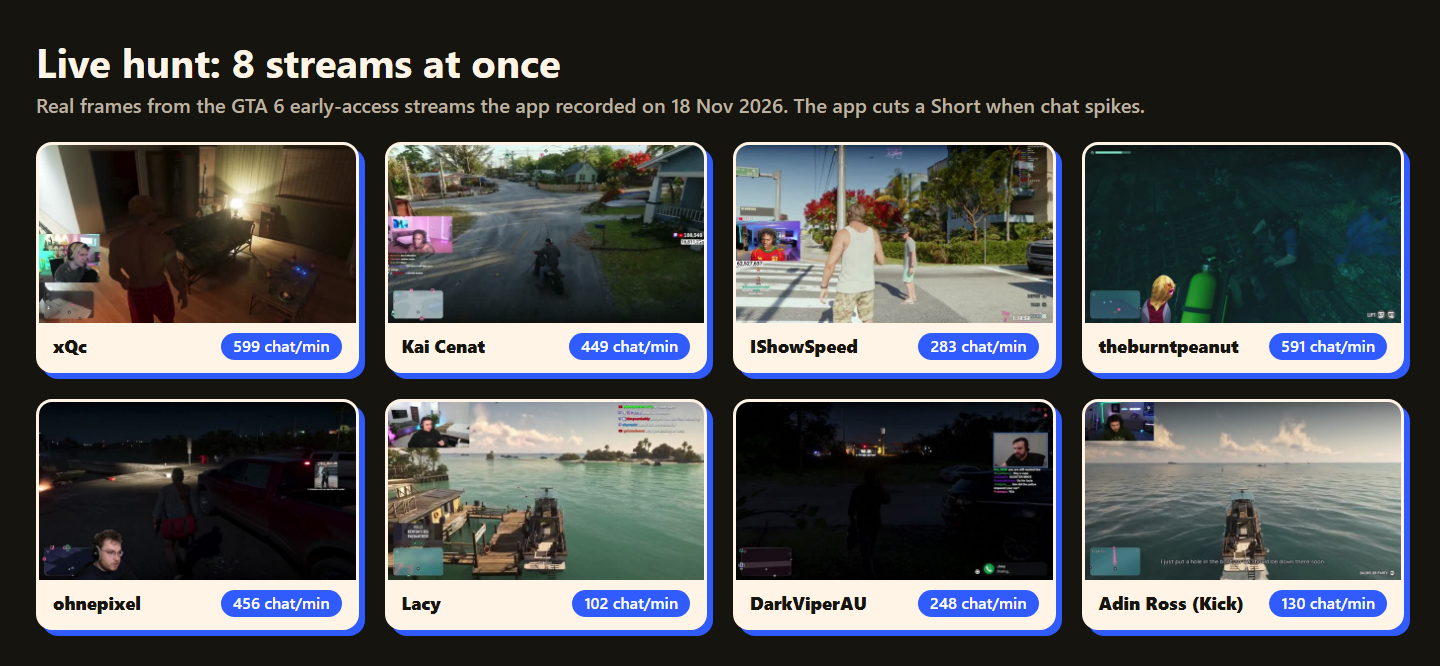 Live hunt: 8 streams at once
Real frames from the GTA 6 early-access streams the app recorded on 18 Nov 2026. The app cuts a Short when chat spikes.
xQc
599 chat/min
Kai Cenat
449 chat/min
IShowSpeed
283 chat/min
theburntpeanut
591 chat/min
ohnepixel
456 chat/min
Lacy
102 chat/min
DarkViperAU
248 chat/min
Adin Ross (Kick)
130 chat/min